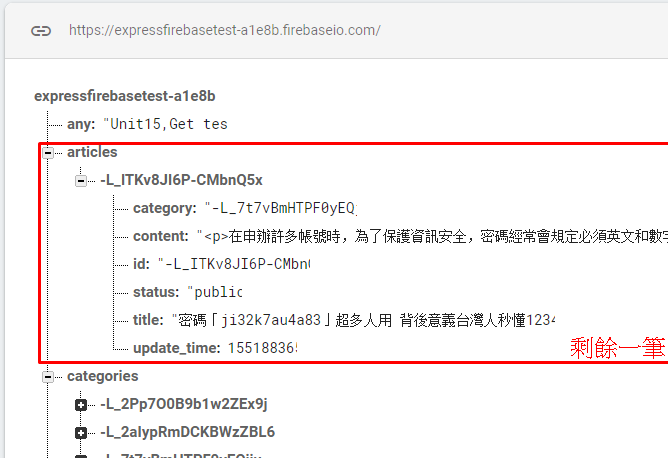 https://expressfirebasetest-a1e8b.firebaseio.com/
expressfirebasetest-a1e8b
any: "Unit15,Get tes
articles
-L_ITKv8JI6P-CMbnQ5x
category: "-L_7t7vBmHTPF0yEQ
content: "<p>在申辦許多帳號時，為了保護資訊安全，密碼經常會規定必須英文和數字
id: "-L_ITKv8JI6P-CMbn
status: "public
title: "密碼「ji32k7au4a83」超多人用 背後意義台灣人秒懂1234
update_time: 155188365
剩餘一筆
categories
-L_2Pp7O0B9b1w2ZEx9j
-L_2alypRmDCKBWzZBL6